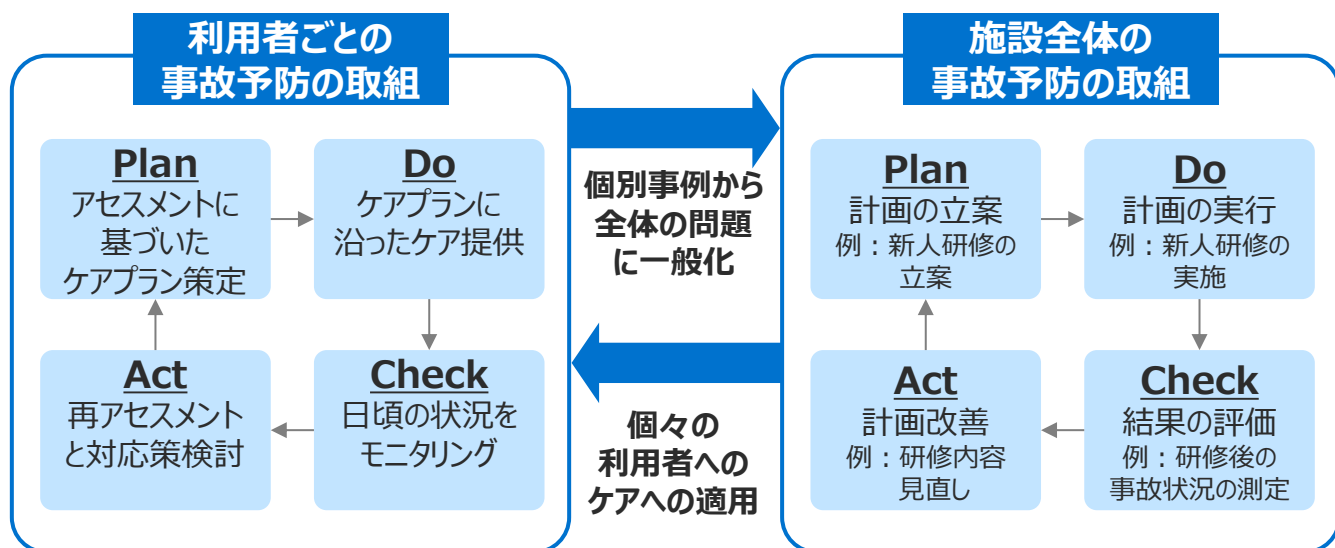 利用者ごとの
事故予防の取組
Plan
アセスメントに
基づいた
ケアプラン策定
Do
ケアプランに
沿ったケア提供
Act
再アセスメント
と対応策検討
Check
日頃の状況を
モニタリング
個別事例から
全体の問題
に一般化
個々の
利用者への
ケアへの適用
施設全体の
事故予防の取組
Plan
計画の立案
例：新人研修の
立案
Do
計画の実行
例：新人研修の
実施
Act
計画改善
例：研修内容
見直し
Check
結果の評価
例：研修後の
事故状況の測定